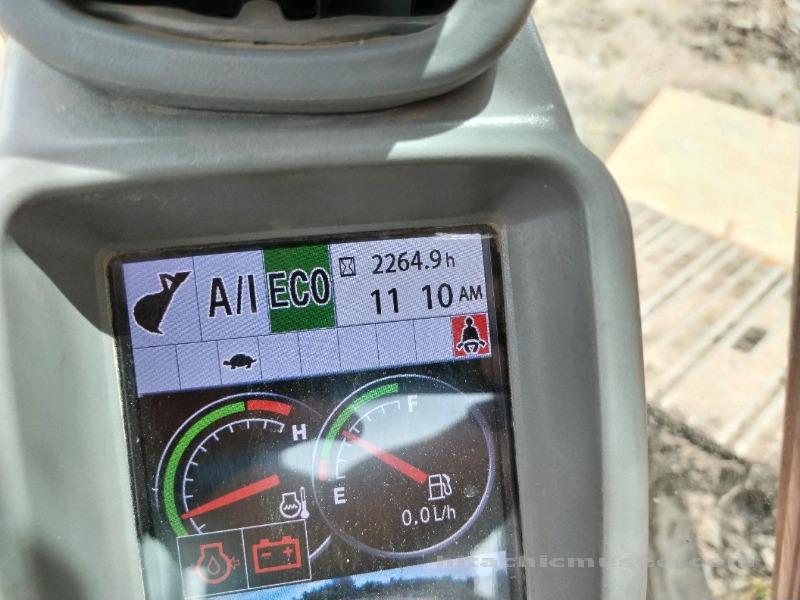 A/I ECO 2264.9 h
11 10 AM
H
F
E
0.0 L/h